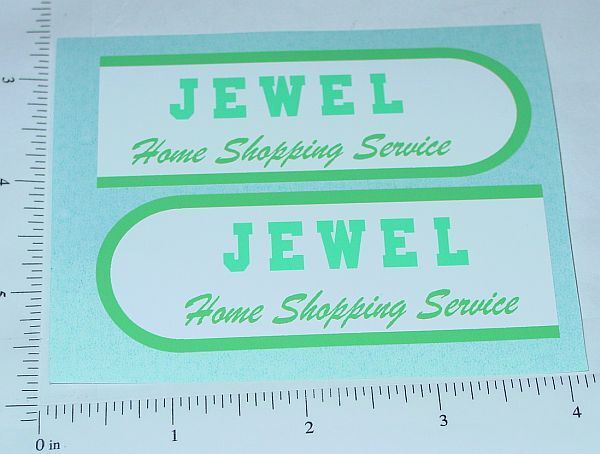 JEWEL
Home Shopping Service
JEWEL
Home Shopping Service
3
4
5
0 in 1 2 3 4